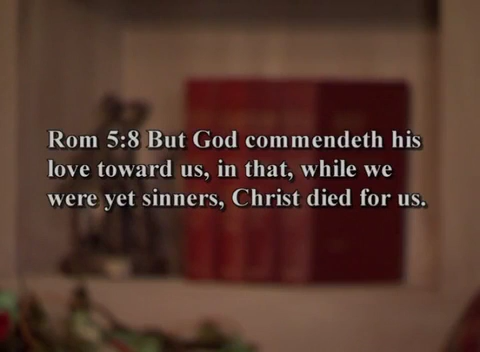 Rom 5:8 But God commendeth his
love toward us, in that, while we
were yet sinners, Christ died for us.